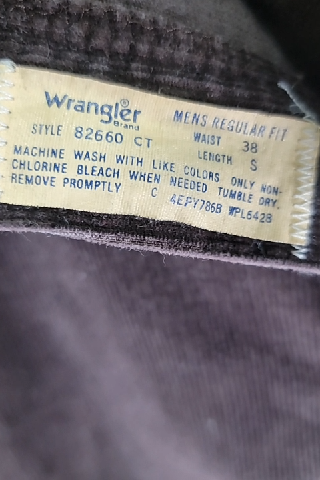 Wrangler®
Brand
MENS REGULAR FIT
STYLE 82660 CT
WAIST 38
LENGTH S
MACHINE WASH WITH LIKE COLORS ONLY NON-
CHLORINE BLEACH WHEN NEEDED TUMBLE DRY.
REMOVE PROMPTLY C 4EPY786B WPL6428